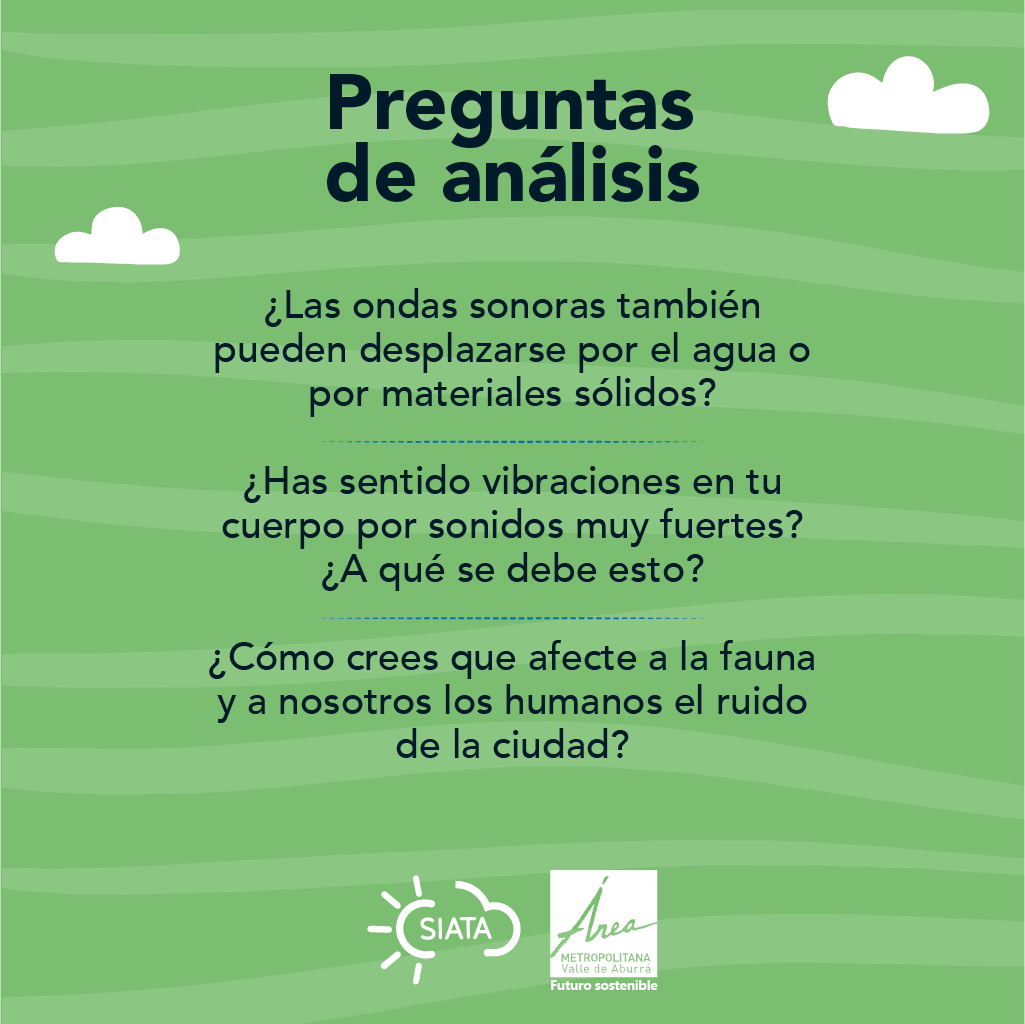 Preguntas
de análisis
¿Las ondas sonoras también
pueden desplazarse por el agua o
por materiales sólidos?
¿Has sentido vibraciones en tu
cuerpo por sonidos muy fuertes?
¿A qué se debe esto?
¿Cómo crees que afecte a la fauna
y a nosotros los humanos el ruido
de la ciudad?
SIATA
Área
METROPOLITANA
Valle de Aburrá
Futuro sostenible